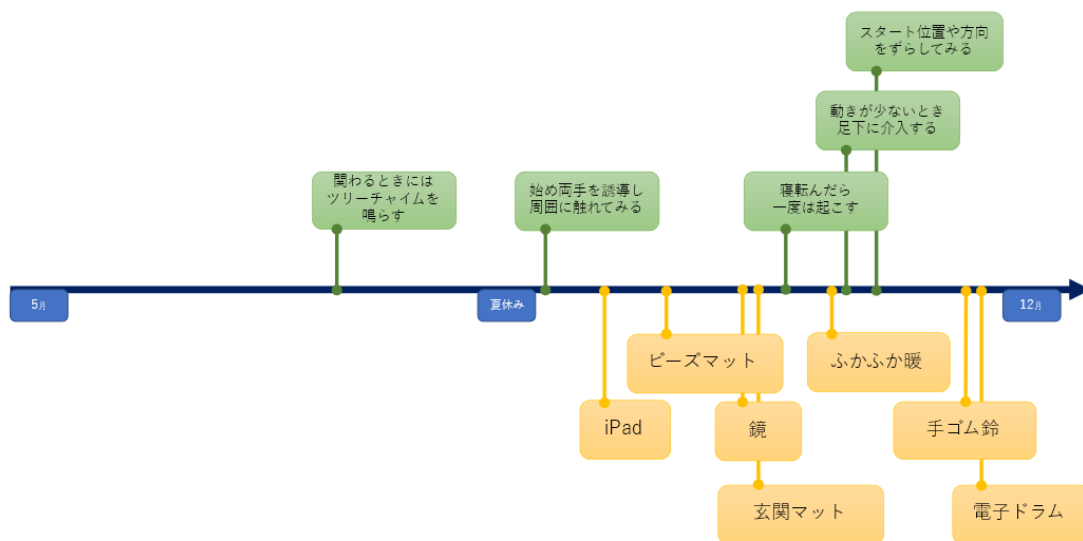 スタート位置や方向
をずらしてみる
動きが少ないとき
足下に介入する
関わるときには
ツリーチャイムを
鳴らす
始め両手を誘導し
周囲に触れてみる
寝転んだら
一度は起こす
5月
夏休み
12月
ビーズマット
ふかふか暖
iPad
鏡
手ゴム鈴
玄関マット
電子ドラム